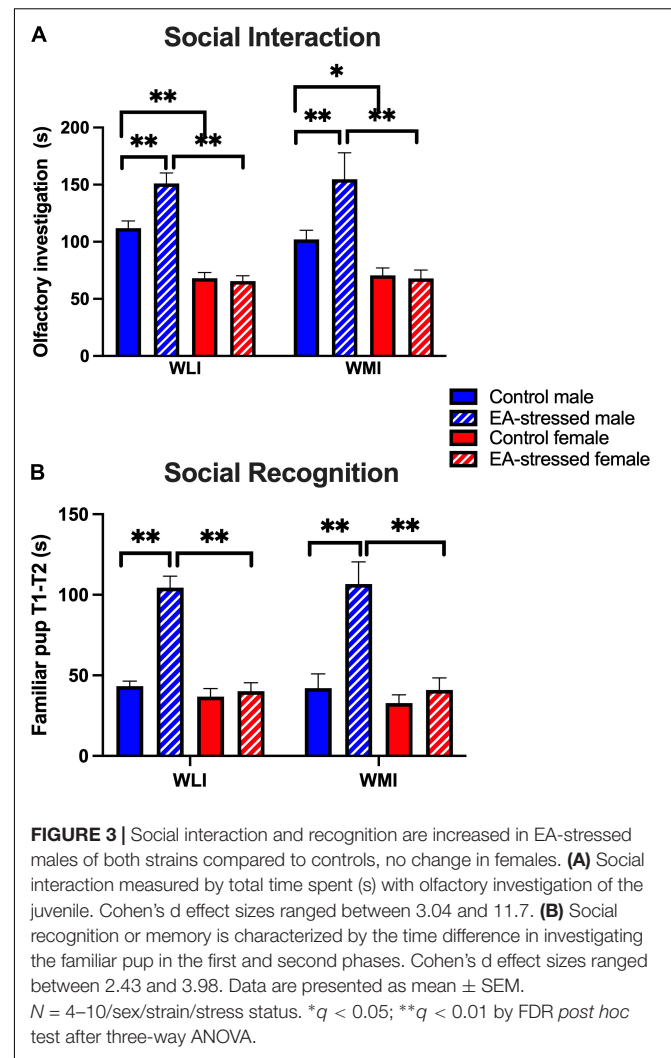 A Social Interaction
Olfactory investigation (s)
200
150
100
50
0
**
**
**
*
**
**
WLI WMI
Control male
EA-stressed male
Control female
EA-stressed female
B Social Recognition
Familiar pup T1-T2 (s)
150
100
50
0
**
**
**
**
WLI WMI
FIGURE 3 | Social interaction and recognition are increased in EA-stressed
males of both strains compared to controls, no change in females. (A) Social
interaction measured by total time spent (s) with olfactory investigation of the
juvenile. Cohen's d effect sizes ranged between 3.04 and 11.7. (B) Social
recognition or memory is characterized by the time difference in investigating
the familiar pup in the first and second phases. Cohen's d effect sizes ranged
between 2.43 and 3.98. Data are presented as mean ± SEM.
N = 4–10/sex/strain/stress status. *q < 0.05; **q < 0.01 by FDR post hoc
test after three-way ANOVA.